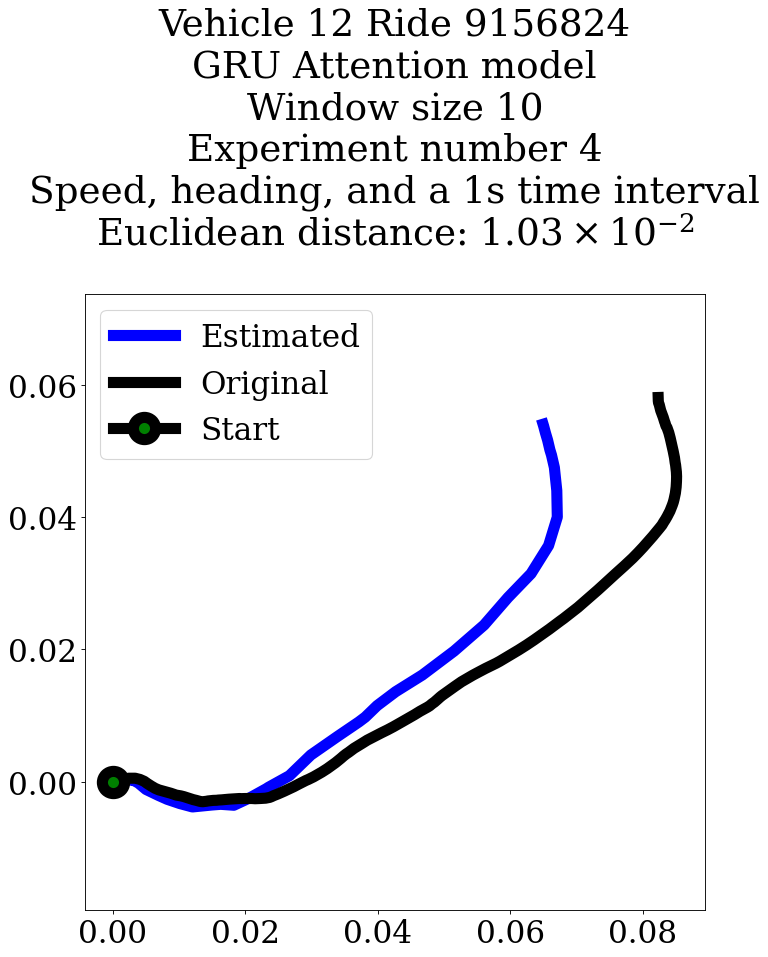 Vehicle 12 Ride 9156824
GRU Attention model
Window size 10
Experiment number 4
Speed, heading, and a 1s time interval
Euclidean distance: 1.03 × 10⁻²
Estimated
Original
Start
0.06
0.04
0.02
0.00
0.00 0.02 0.04 0.06 0.08